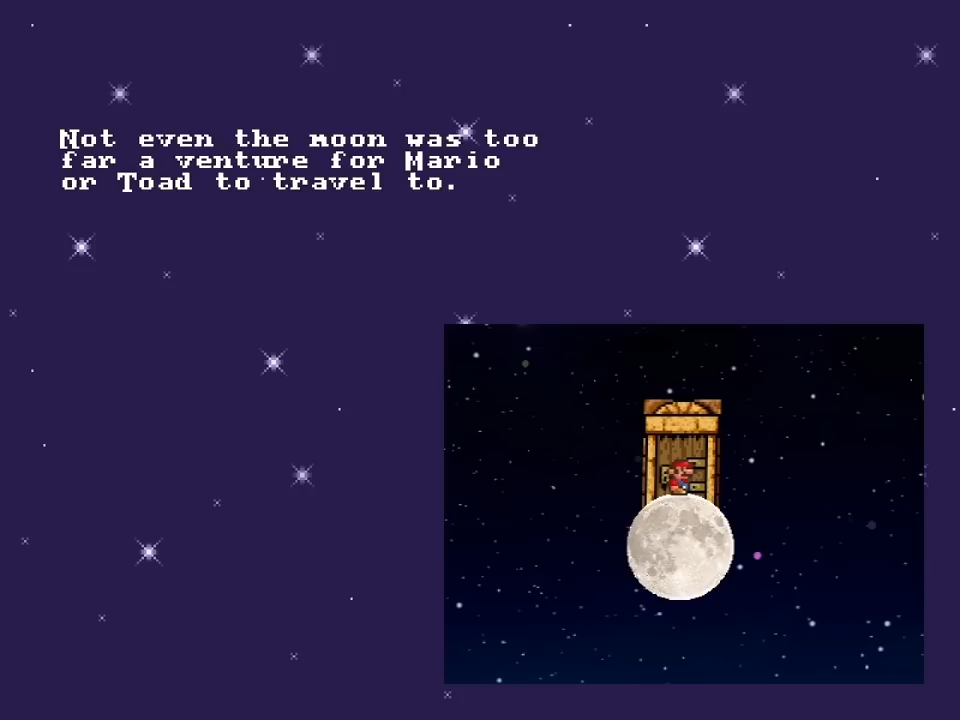 Not even the moon was too
far a venture for Mario
or Toad to travel to.